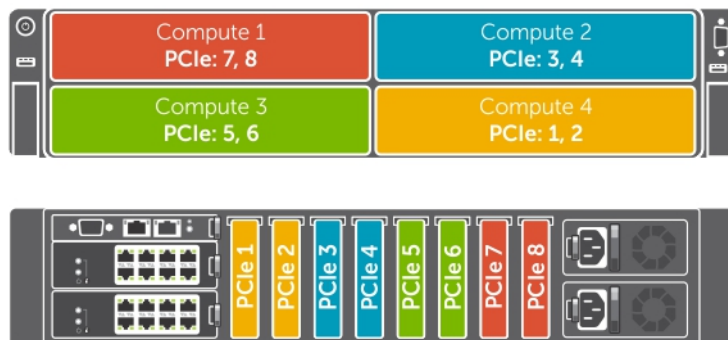 Compute 1
PCIe: 7, 8
Compute 2
PCIe: 3, 4
Compute 3
PCIe: 5, 6
Compute 4
PCIe: 1, 2
PCIe 1
PCIe 2
PCIe 3
PCIe 4
PCIe 5
PCIe 6
PCIe 7
PCIe 8